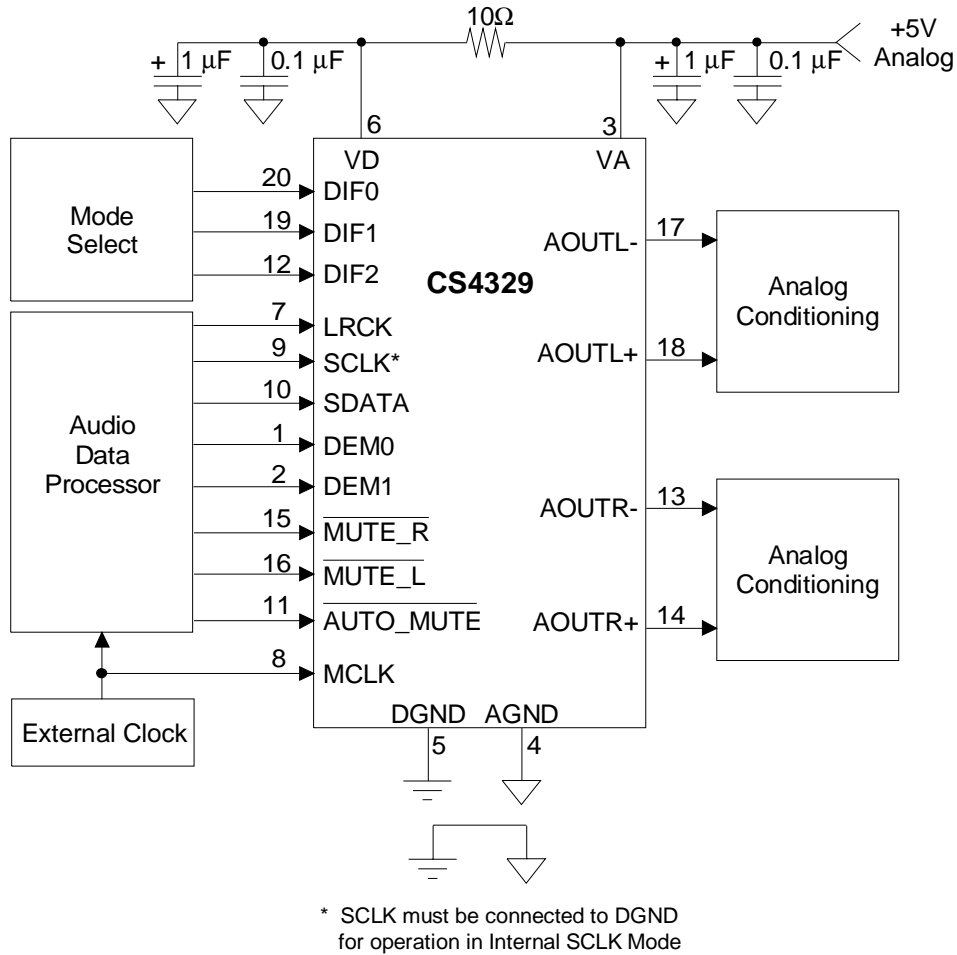 10Ω
+5V
Analog
+ 1 µF
0.1 µF
+ 1 µF
0.1 µF
6
3
VD
VA
Mode
Select
20
DIF0
19
DIF1
12
DIF2
CS4329
AOUTL-
17
AOUTL+
18
Analog
Conditioning
Audio
Data
Processor
7
LRCK
9
SCLK*
10
SDATA
1
DEM0
2
DEM1
15
MUTE_R
16
MUTE_L
11
AUTO_MUTE
8
MCLK
AOUTR-
13
AOUTR+
14
Analog
Conditioning
External Clock
DGND
AGND
5
4
* SCLK must be connected to DGND
for operation in Internal SCLK Mode